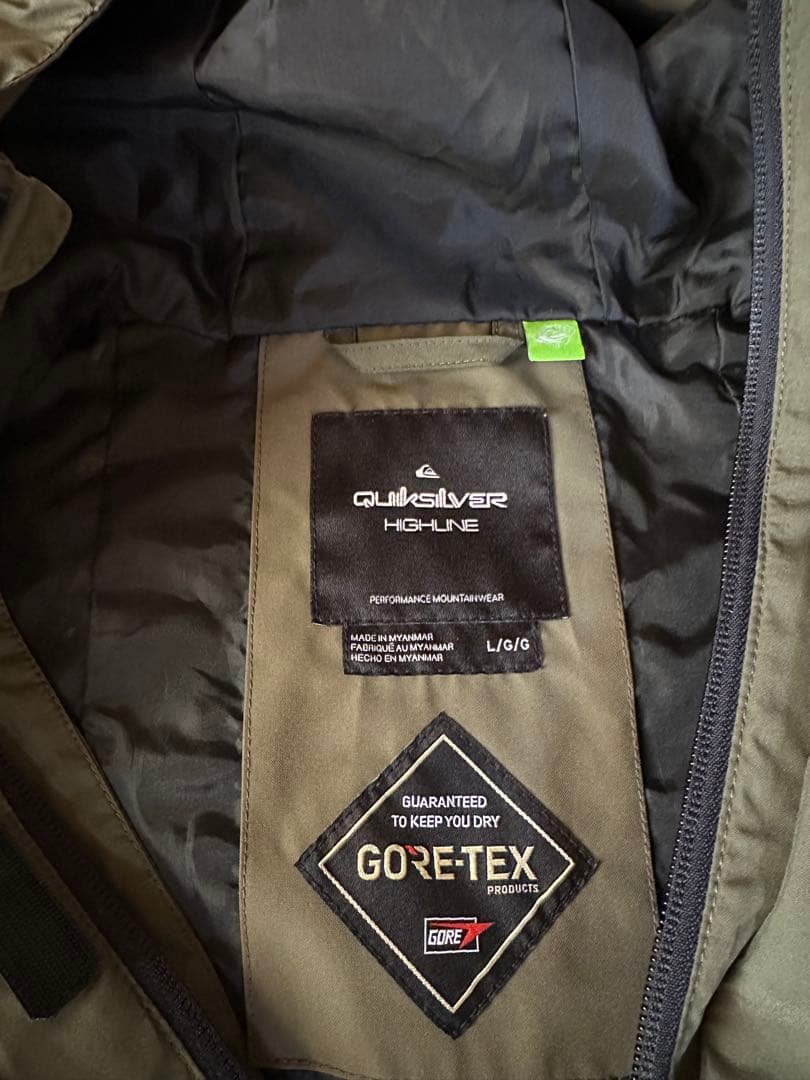 QUIKSILVER
HIGHLINE
PERFORMANCE MOUNTAINWEAR
MADE IN MYANMAR
FABRIQUÉ AU MYANMAR
HECHO EN MYANMAR
L/G/G
GUARANTEED
TO KEEP YOU DRY
GORE-TEX
PRODUCTS
GORE